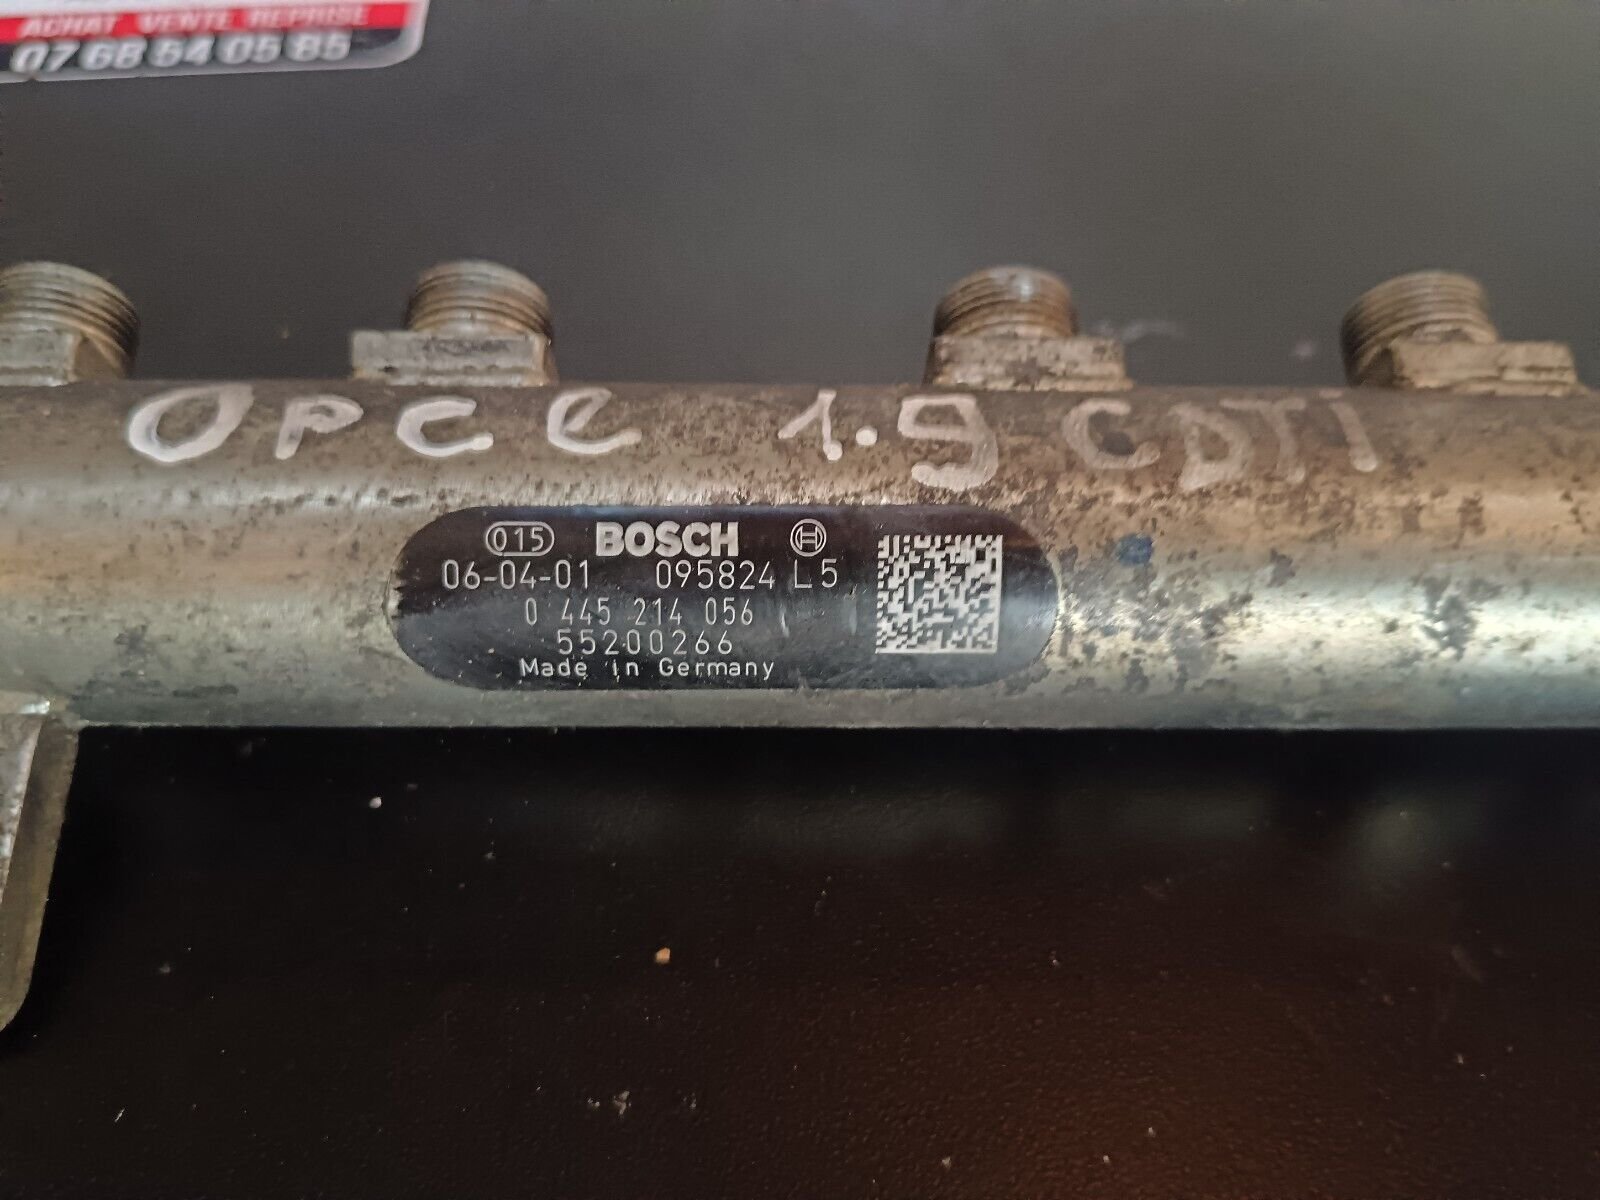 ACHAT VENTE REPRISE
07 68 54 05 85
OPCL 1.9 CDTI
015 BOSCH
06-04-01 095824 L5
0 445 214 056
55200266
Made in Germany